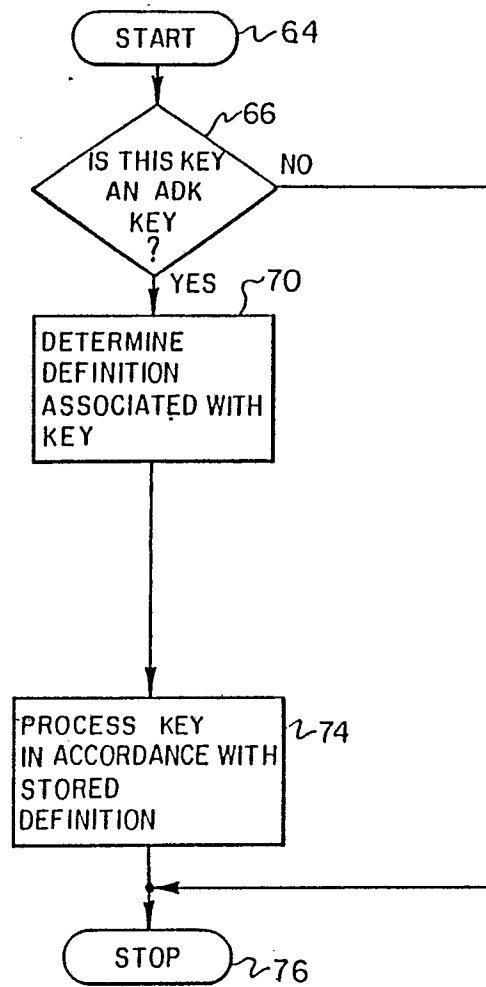 START
64
66
IS THIS KEY
AN ADK
KEY
?
NO
YES
70
DETERMINE
DEFINITION
ASSOCIATED WITH
KEY
PROCESS KEY
IN ACCORDANCE WITH
STORED
DEFINITION
74
STOP
76